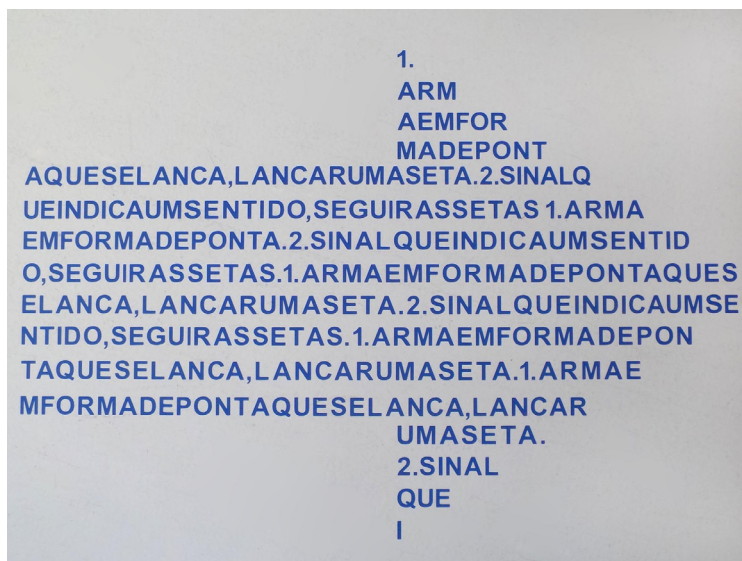 1.
ARM
AEMFOR
MADEPONT
AQUESELANCA,LANCARUMASETA.2.SINALQ
UEINDICAUMSENTIDO,SEGUIRASSETAS 1.ARMA
EMFORMADEPONTA.2.SINALQUEINDICAUMSENTID
O,SEGUIRASSETAS.1.ARMAEMFORMADEPONTAQUES
ELANCA,LANCARUMASETA.2.SINALQUEINDICAUMSE
NTIDO,SEGUIRASSETAS.1.ARMAEMFORMADEPON
TAQUESELANCA,LANCARUMASETA.1.ARMAE
MFORMADEPONTAQUESELANCA,LANCAR
UMASETA.
2.SINAL
QUE
I